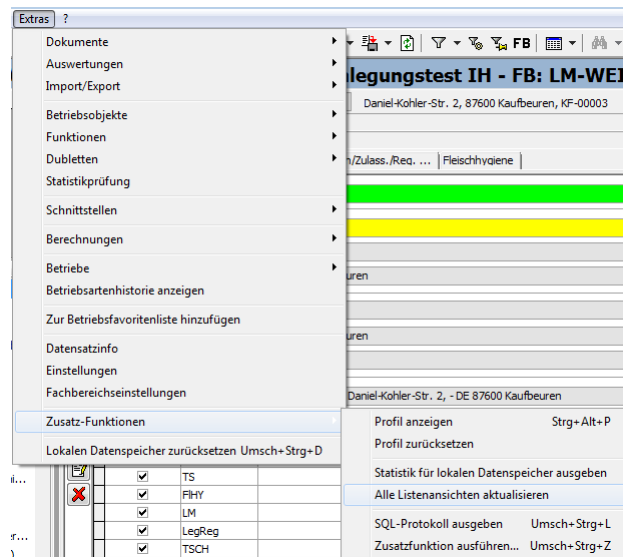 Extras ?
Dokumente
Auswertungen
Import/Export
Betriebsobjekte
Funktionen
Dubletten
Statistikprüfung
Schnittstellen
Berechnungen
Betriebe
Betriebsartenhistorie anzeigen
Zur Betriebsfavoritenliste hinzufügen
Datensatzinfo
Einstellungen
Fachbereichseinstellungen
Zusatz-Funktionen
Lokalen Datenspeicher zurücksetzen Umsch+Strg+D
FB
legungstest IH - FB: LM-WEI
Daniel-Kohler-Str. 2, 87600 Kaufbeuren, KF-00003
n/Zulass./Reg. ... Fleischhygiene
uren
uren
Daniel-Kohler-Str. 2, - DE 87600 Kaufbeuren
Profil anzeigen Strg+Alt+P
Profil zurücksetzen
Statistik für lokalen Datenspeicher ausgeben
Alle Listenansichten aktualisieren
SQL-Protokoll ausgeben Umsch+Strg+L
Zusatzfunktion ausführen... Umsch+Strg+Z
TS
FlHY
LM
LegReg
TSCH